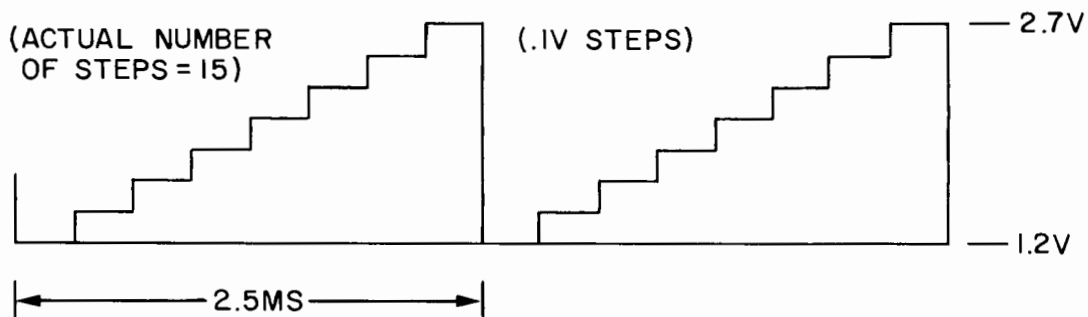 (ACTUAL NUMBER
OF STEPS = 15)
(.1V STEPS)
2.7V
1.2V
2.5MS